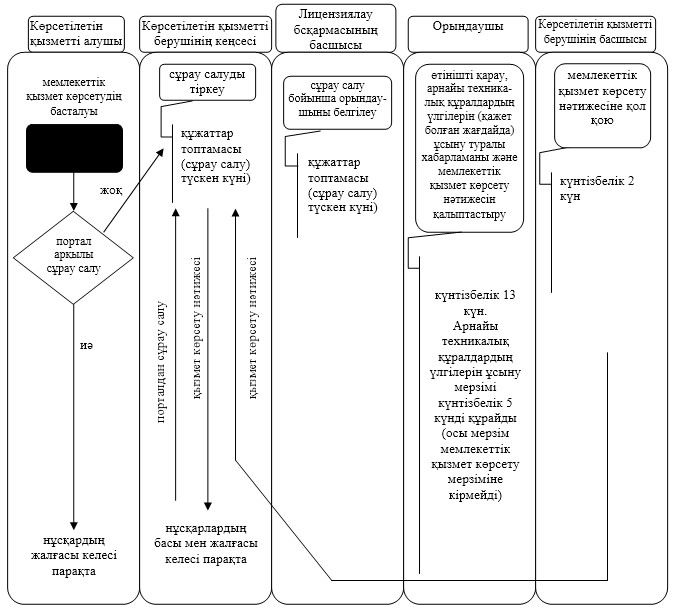 Көрсетілетін
қызметті алушы
Көрсетілетін қызметті
берушінің кеңсесі
Лицензиялау
бсқармасының
басшысы
Орындаушы
Көрсетілетін қызметті
берушінің басшысы
мемлекеттік
қызмет көрсетудің
басталуы
жоқ
портал
арқылы
сұрау салу
иә
нұсқардың
жалғасы келесі
парақта
сұрау салуды
тіркеу
құжаттар
топтамасы
(сұрау салу)
түскен күні)
порталдан сұрау салу
қызмет көрсету нәтижесі
қызмет көрсету нәтижесі
нұсқарлардың
басы мен жалғасы
келесі парақта
сұрау салу
бойынша орындау-
шыны белгілеу
құжаттар
топтамасы
(сұрау салу)
түскен күні)
өтінішті қарау,
арнайы техника-
лық құралдардың
үлгілерін (қажет
болған жағдайда)
ұсыну туралы
хабарламаны және
мемлекеттік
қызмет көрсету
нәтижесін
қалыптастыру
күнтізбелік 13
күн.
Арнайы
техникалық
құралдардың
үлгілерін ұсыну
мерзімі
күнтізбелік 5
күнді құрайды
(осы мерзім
мемлекеттік
қызмет көрсету
мерзіміне
кірмейді)
мемлекеттік
қызмет көрсету
нәтижесіне қол
қою
күнтізбелік 2
күн